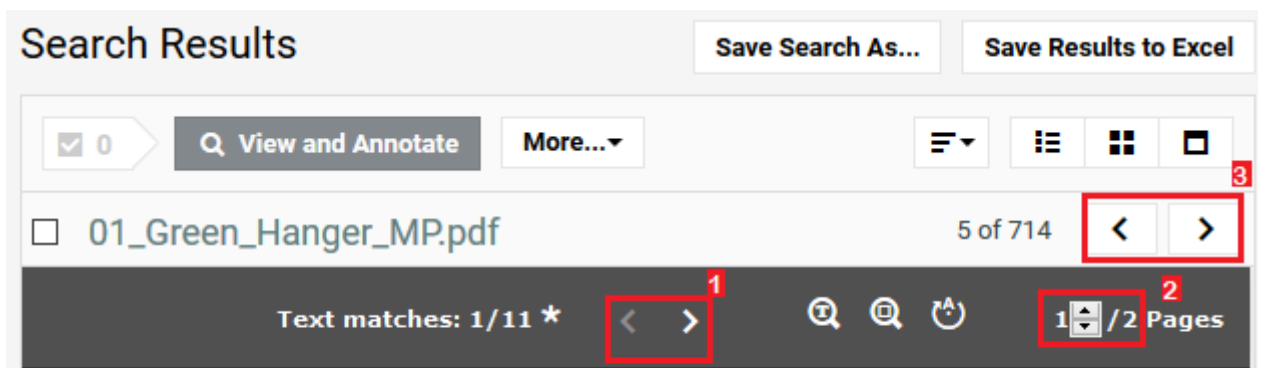 Search Results Save Search As... Save Results to Excel
0 View and Annotate More...
3
01_Green_Hanger_MP.pdf 5 of 714 < >
1 2
Text matches: 1/11 * < > 1 /2 Pages